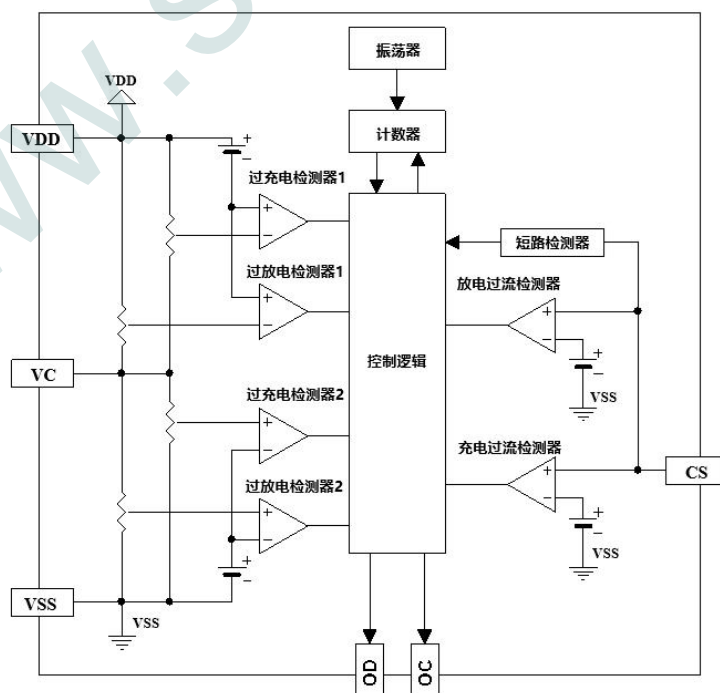 www.s
振荡器
VDD
VDD
计数器
过充电检测器1
短路检测器
过放电检测器1
放电过流检测器
控制逻辑
VC
VSS
过充电检测器2
充电过流检测器
CS
过放电检测器2
VSS
VSS
VSS
OD
OC